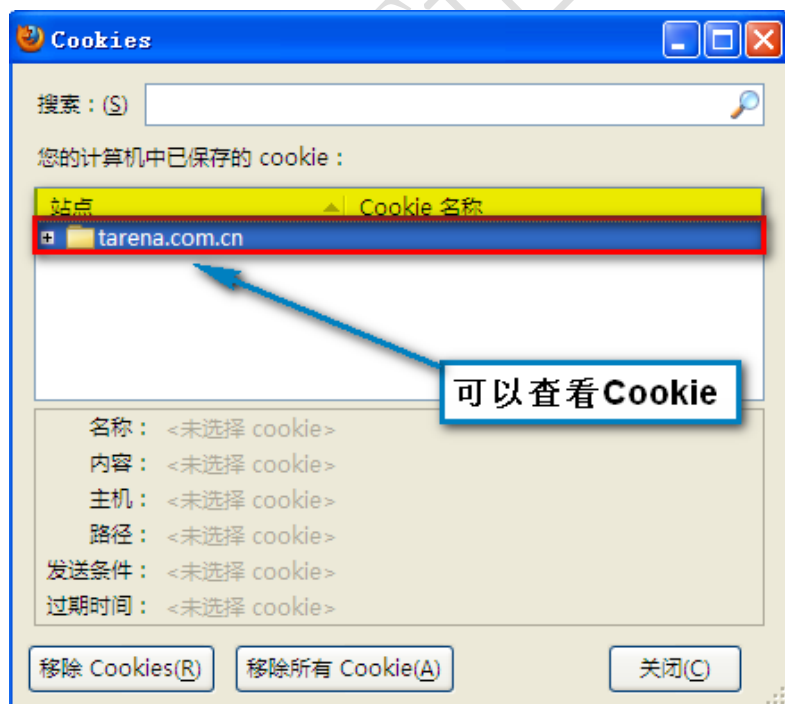 Cookies
搜索：(S)
您的计算机中已保存的 cookie：
站点 Cookie 名称
tarena.com.cn
可以查看Cookie
名称： <未选择 cookie>
内容： <未选择 cookie>
主机： <未选择 cookie>
路径： <未选择 cookie>
发送条件： <未选择 cookie>
过期时间： <未选择 cookie>
移除 Cookies(R) 移除所有 Cookie(A) 关闭(C)